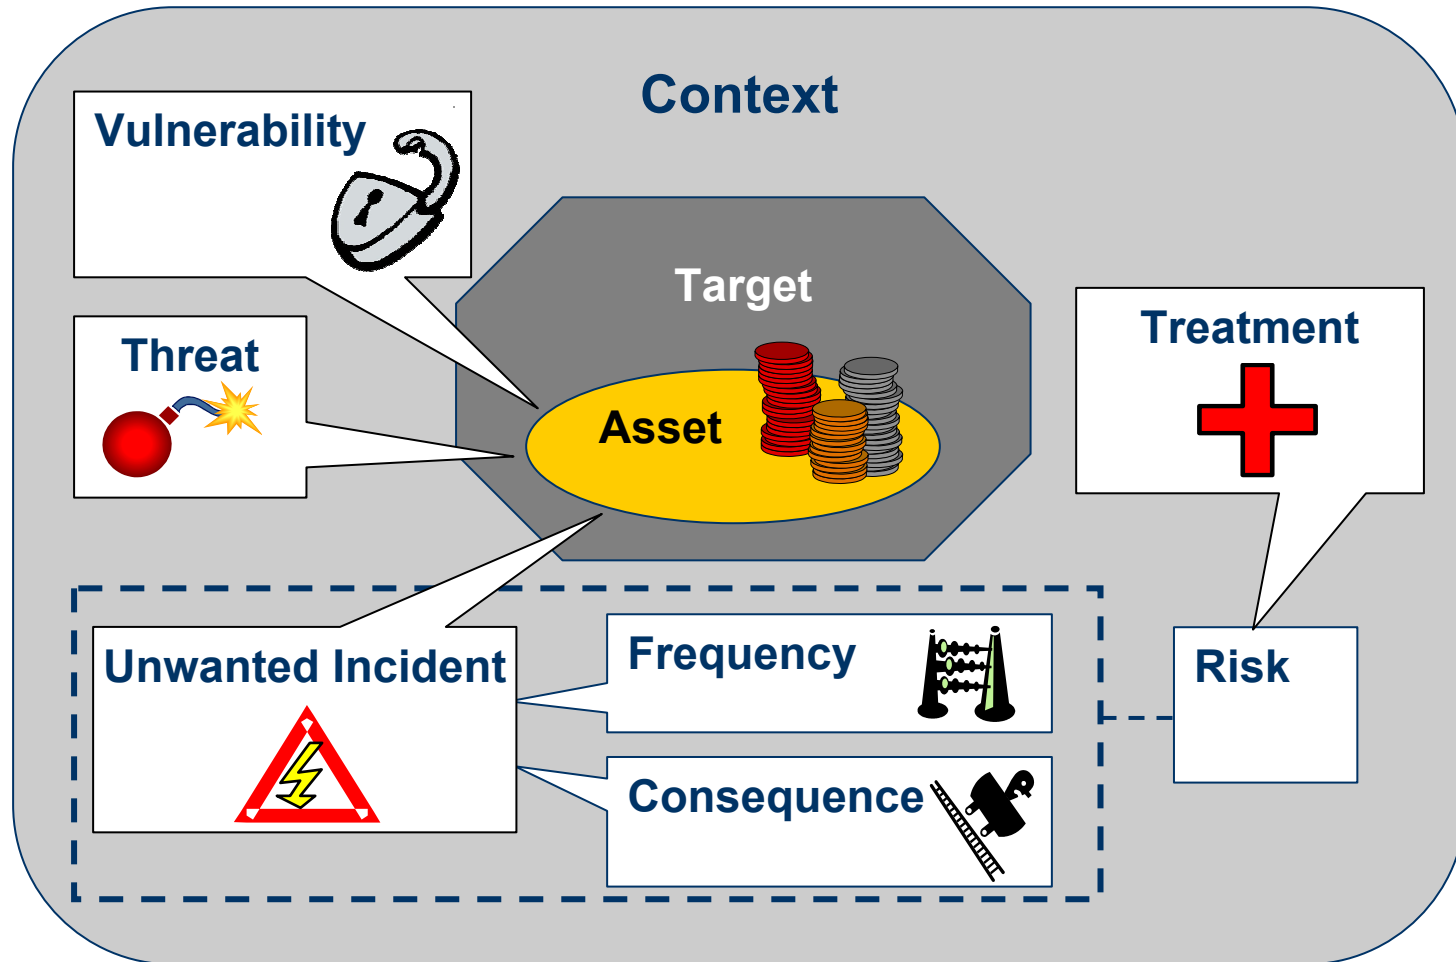 Context
Vulnerability
Target
Threat
Treatment
Asset
Unwanted Incident
Frequency
Risk
Consequence